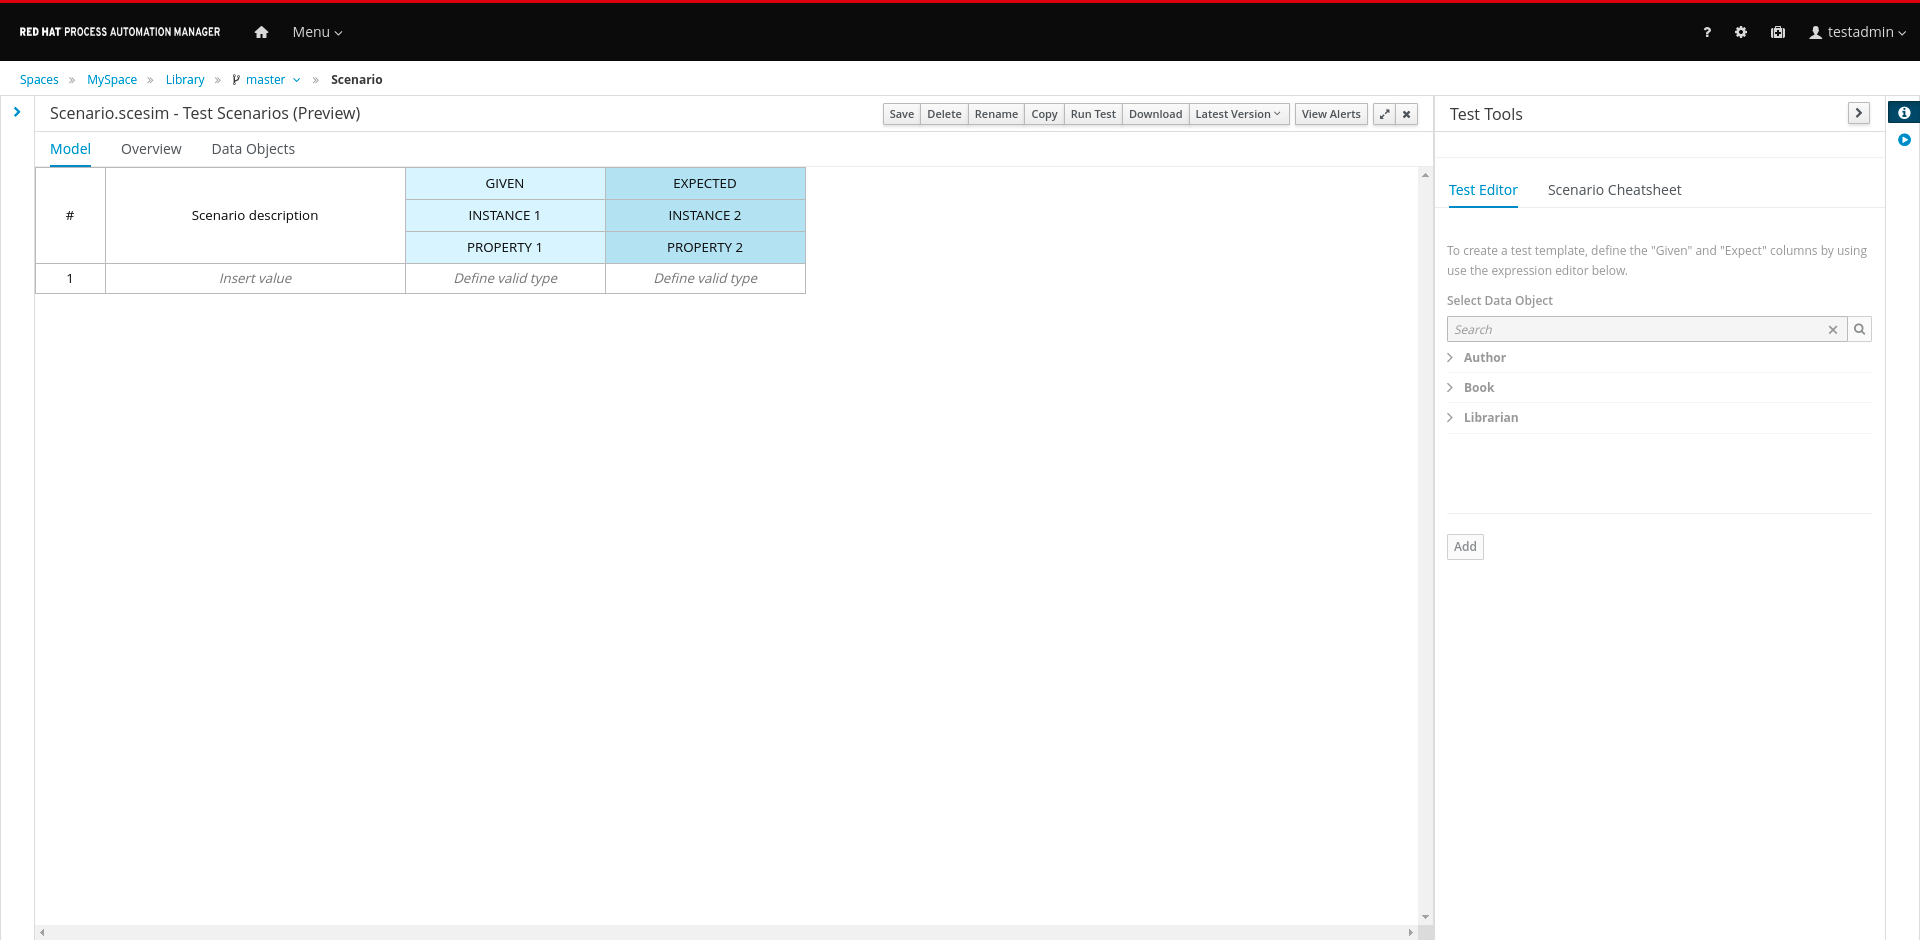 RED HAT PROCESS AUTOMATION MANAGER Menu ? testadmin
Spaces » MySpace » Library » master » Scenario
Scenario.scesim - Test Scenarios (Preview) Save Delete Rename Copy Run Test Download Latest Version View Alerts
Test Tools
Model Overview Data Objects
# Scenario description GIVEN EXPECTED
INSTANCE 1 INSTANCE 2
PROPERTY 1 PROPERTY 2
1 Insert value Define valid type Define valid type
Test Editor Scenario Cheatsheet
To create a test template, define the "Given" and "Expect" columns by using
use the expression editor below.
Select Data Object
Search
Author
Book
Librarian
Add